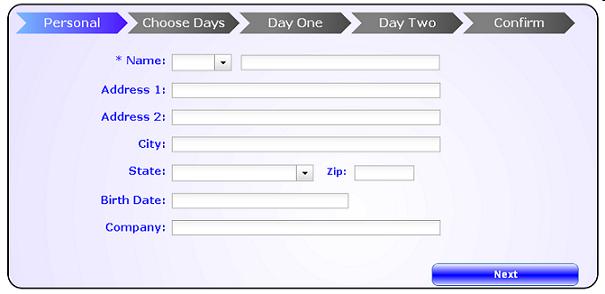 Personal Choose Days Day One Day Two Confirm
* Name:
Address 1:
Address 2:
City:
State: Zip:
Birth Date:
Company:
Next